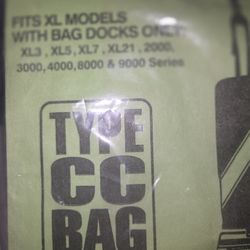 FITS XL MODELS
WITH BAG DOCKS ONLY!
XL3 , XL5 , XL7 , XL21 , 2000,
3000, 4000, 8000 & 9000 Series
TYPE
CC
BAG